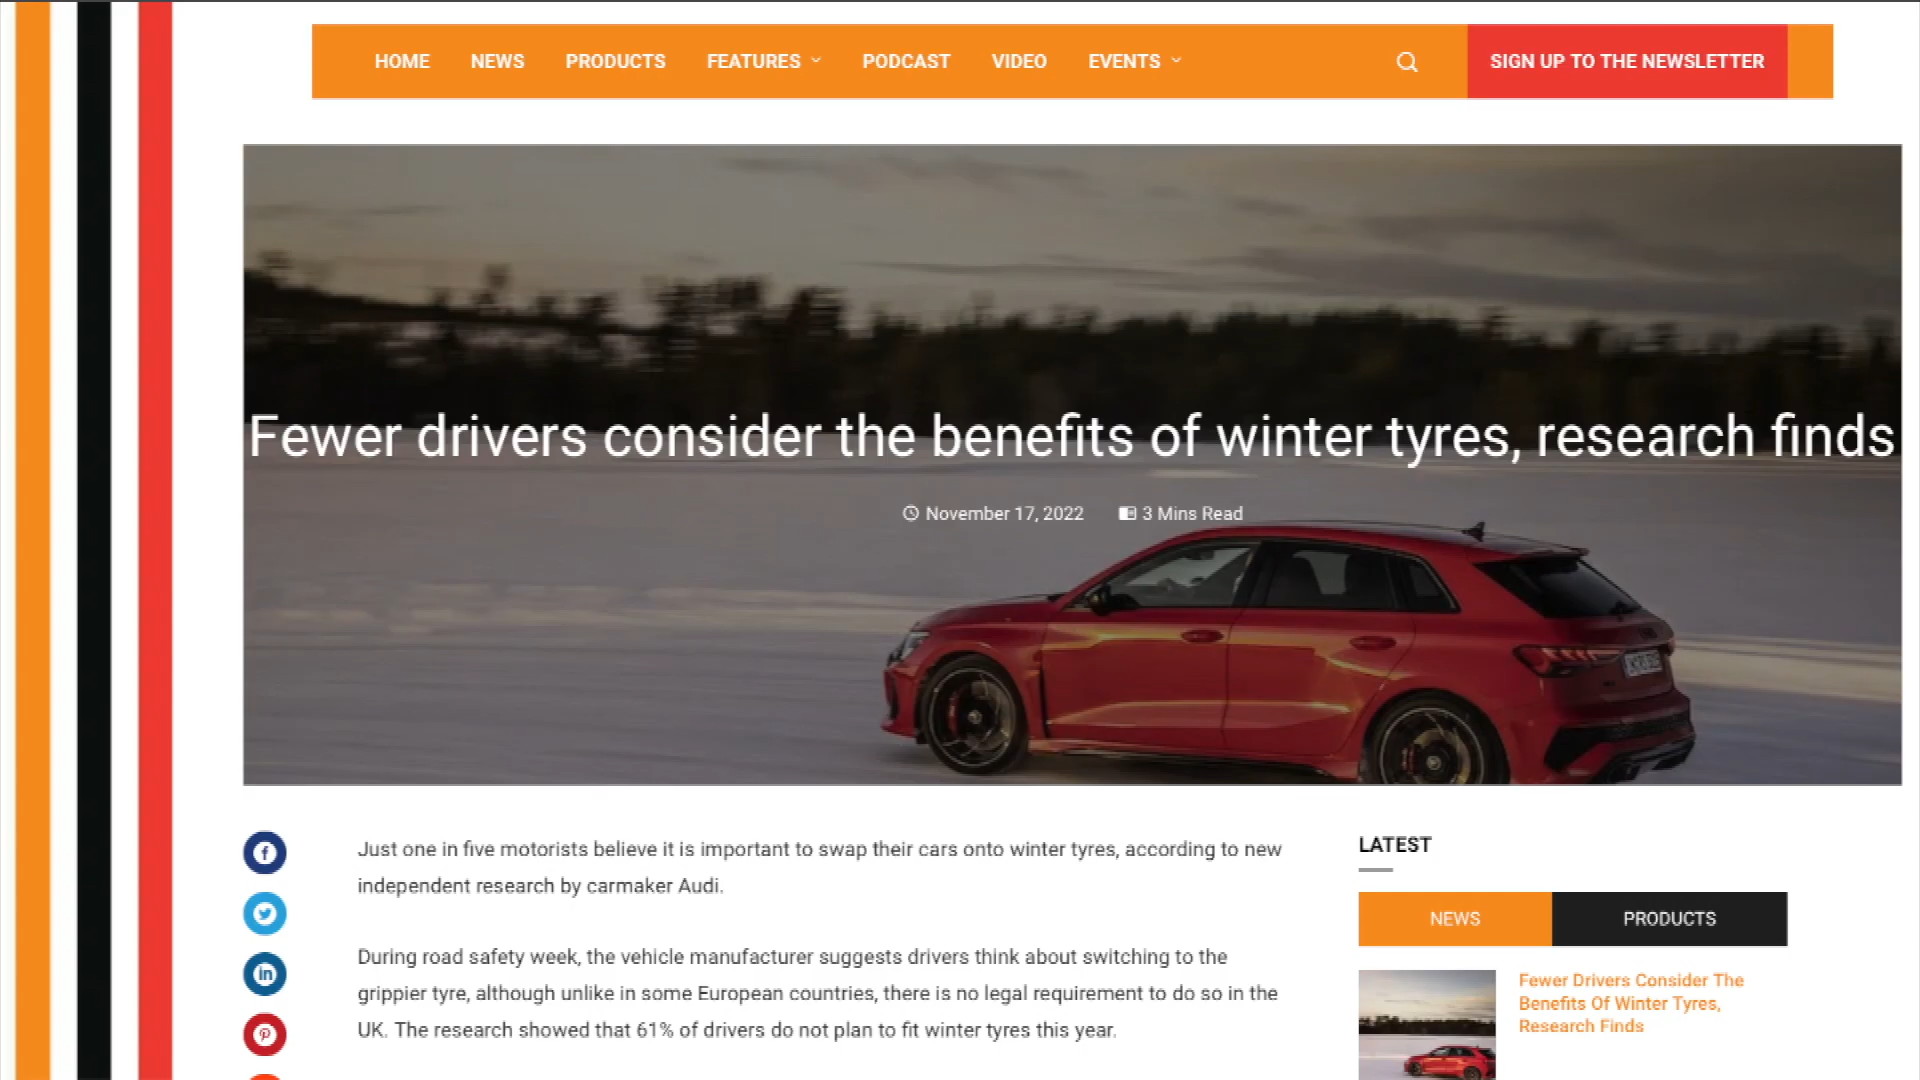 HOME NEWS PRODUCTS FEATURES PODCAST VIDEO EVENTS SIGN UP TO THE NEWSLETTER
Fewer drivers consider the benefits of winter tyres, research finds
November 17, 2022 3 Mins Read
Just one in five motorists believe it is important to swap their cars onto winter tyres, according to new
independent research by carmaker Audi.
During road safety week, the vehicle manufacturer suggests drivers think about switching to the
grippier tyre, although unlike in some European countries, there is no legal requirement to do so in the
UK. The research showed that 61% of drivers do not plan to fit winter tyres this year.
LATEST
NEWS PRODUCTS
Fewer Drivers Consider The
Benefits Of Winter Tyres,
Research Finds